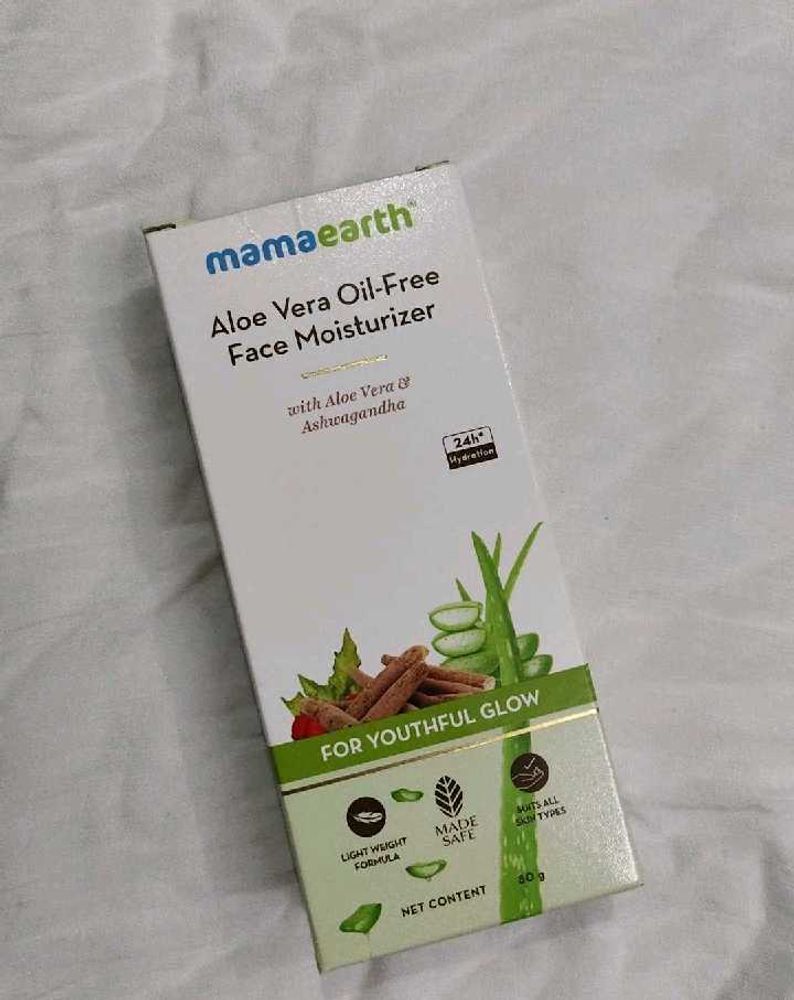 mamaearth®
Aloe Vera Oil-Free
Face Moisturizer
with Aloe Vera &
Ashwagandha
24h*
Hydration
FOR YOUTHFUL GLOW
LIGHT WEIGHT
FORMULA
MADE
SAFE
SUITS ALL
SKIN TYPES
NET CONTENT 80 g